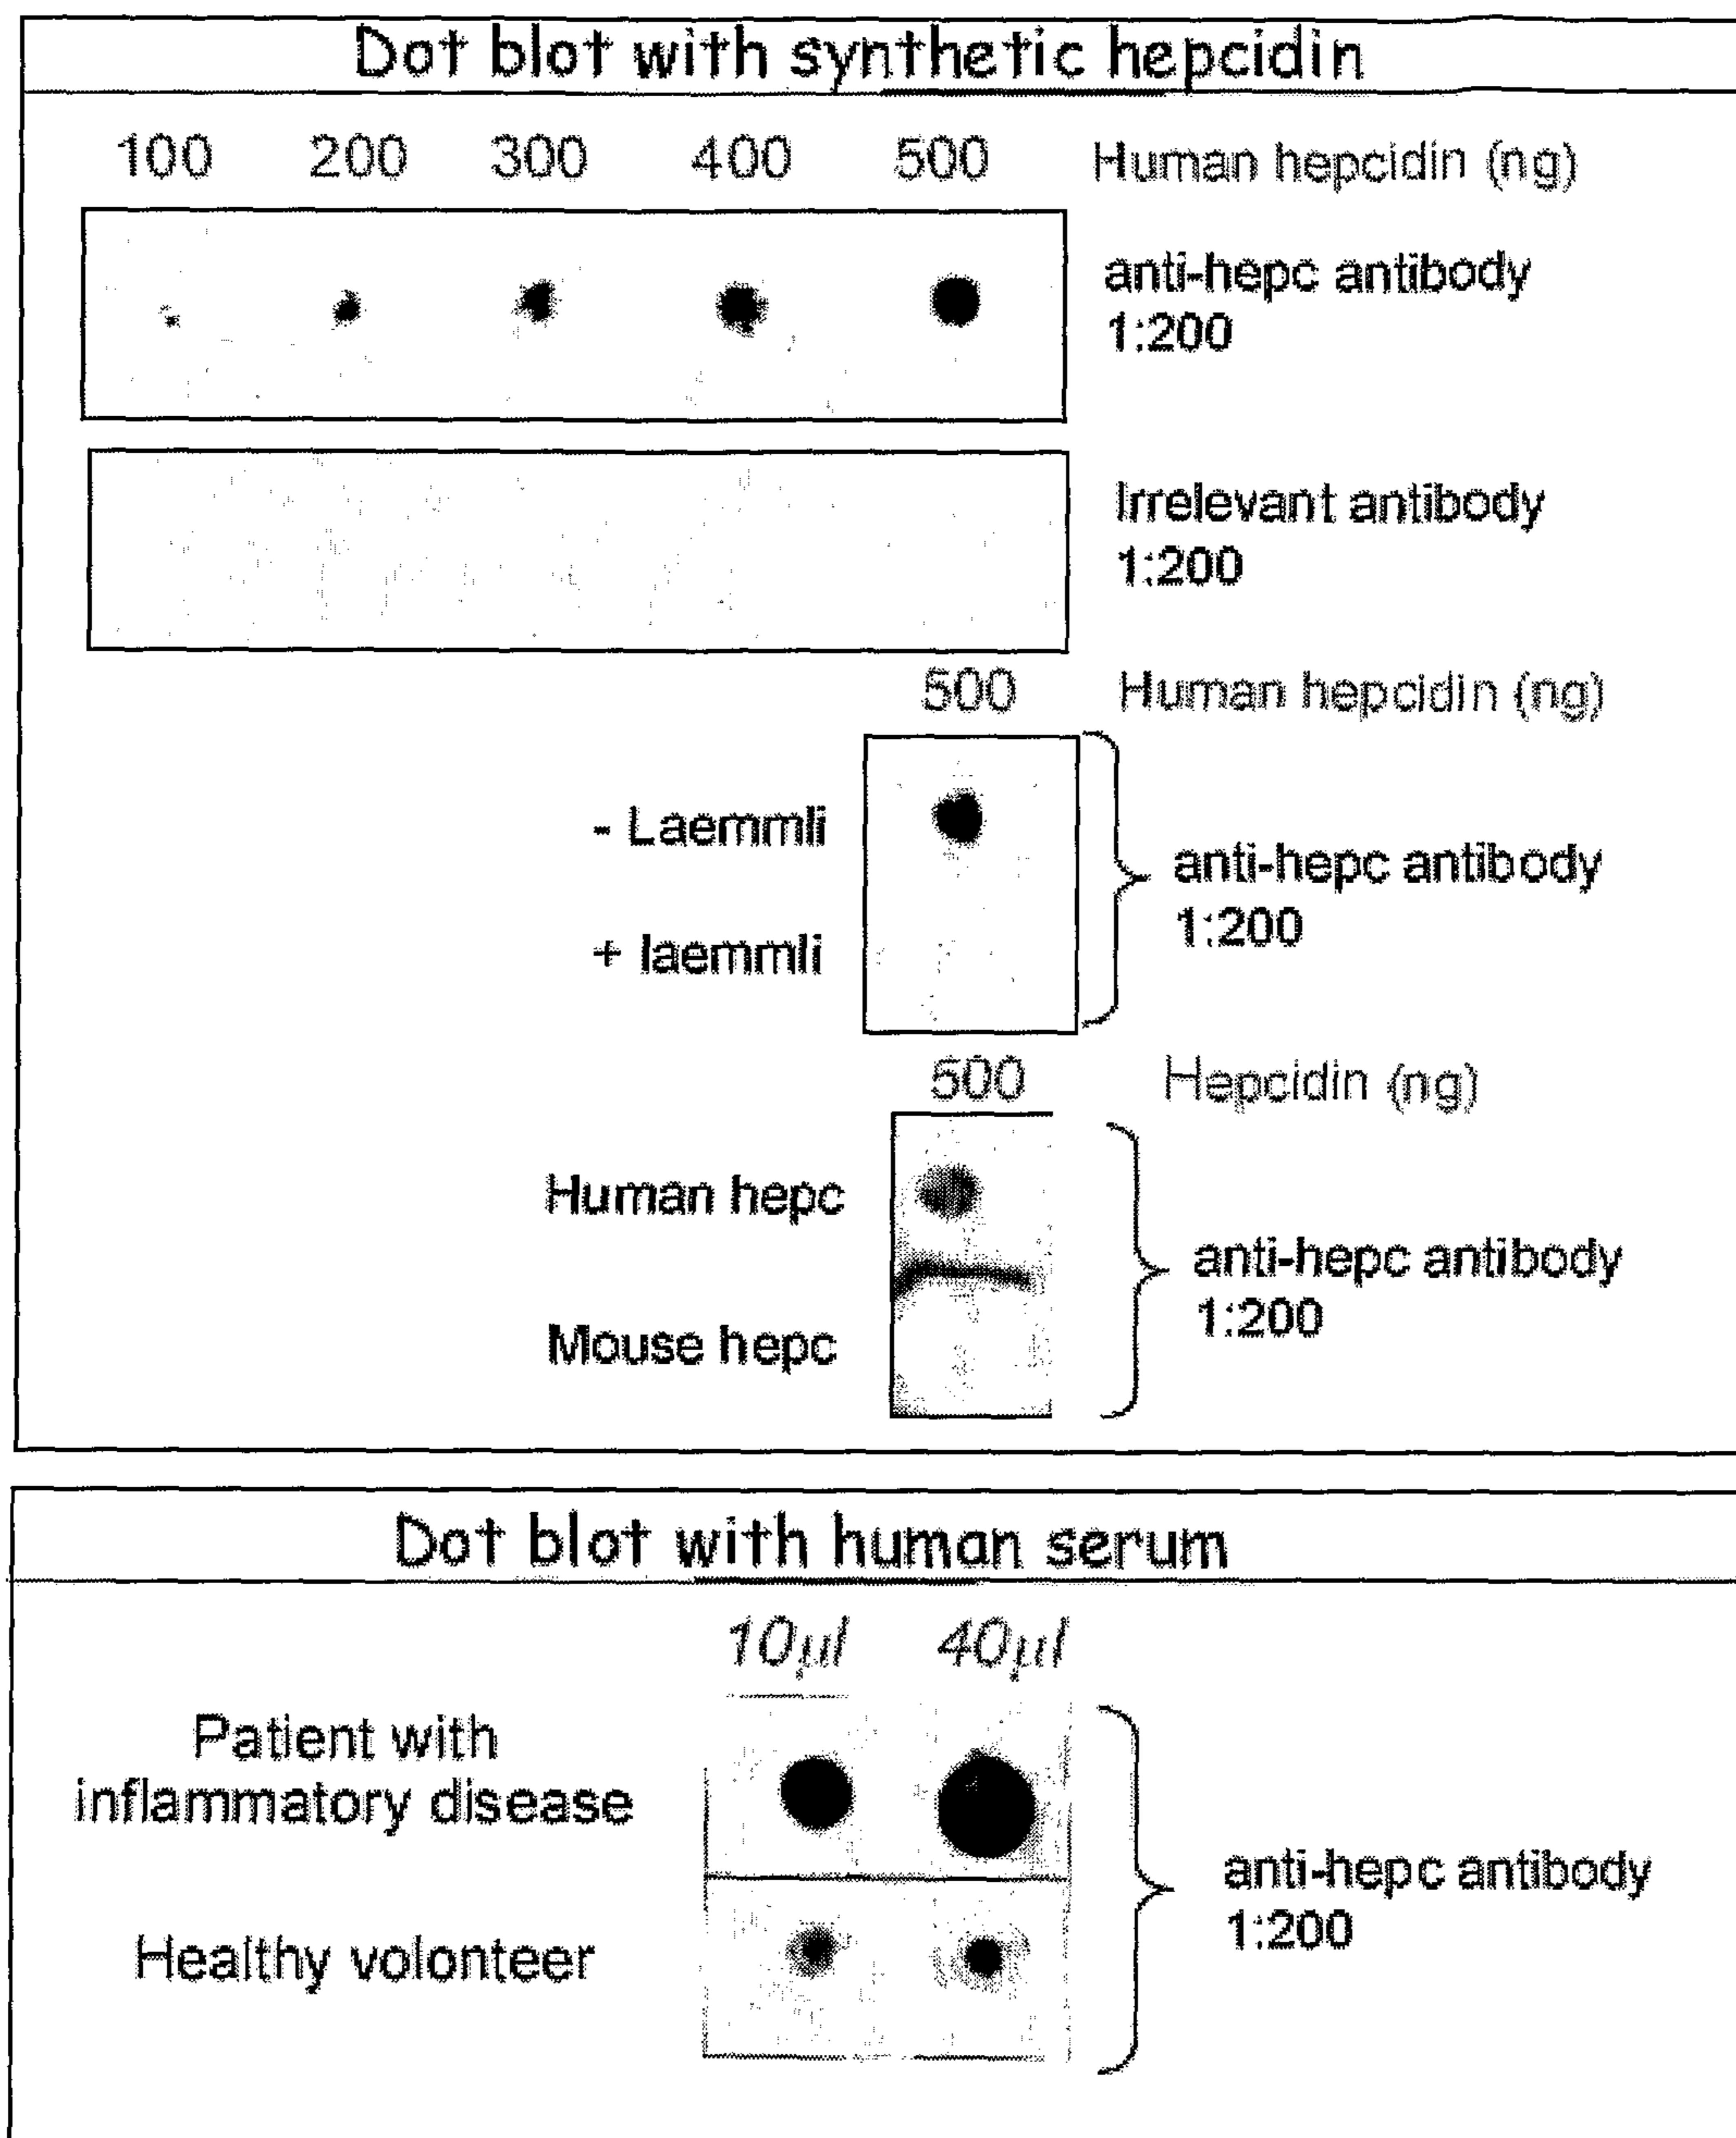 Dot blot with synthetic hepcidin
100 200 300 400 500 Human hepcidin (ng)
anti-hepc antibody
1:200
Irrelevant antibody
1:200
500 Human hepcidin (ng)
- Laemmli
+ laemmli
anti-hepc antibody
1:200
500 Hepcidin (ng)
Human hepc
Mouse hepc
anti-hepc antibody
1:200
Dot blot with human serum
10µl 40µl
Patient with
inflammatory disease
Healthy volonteer
anti-hepc antibody
1:200